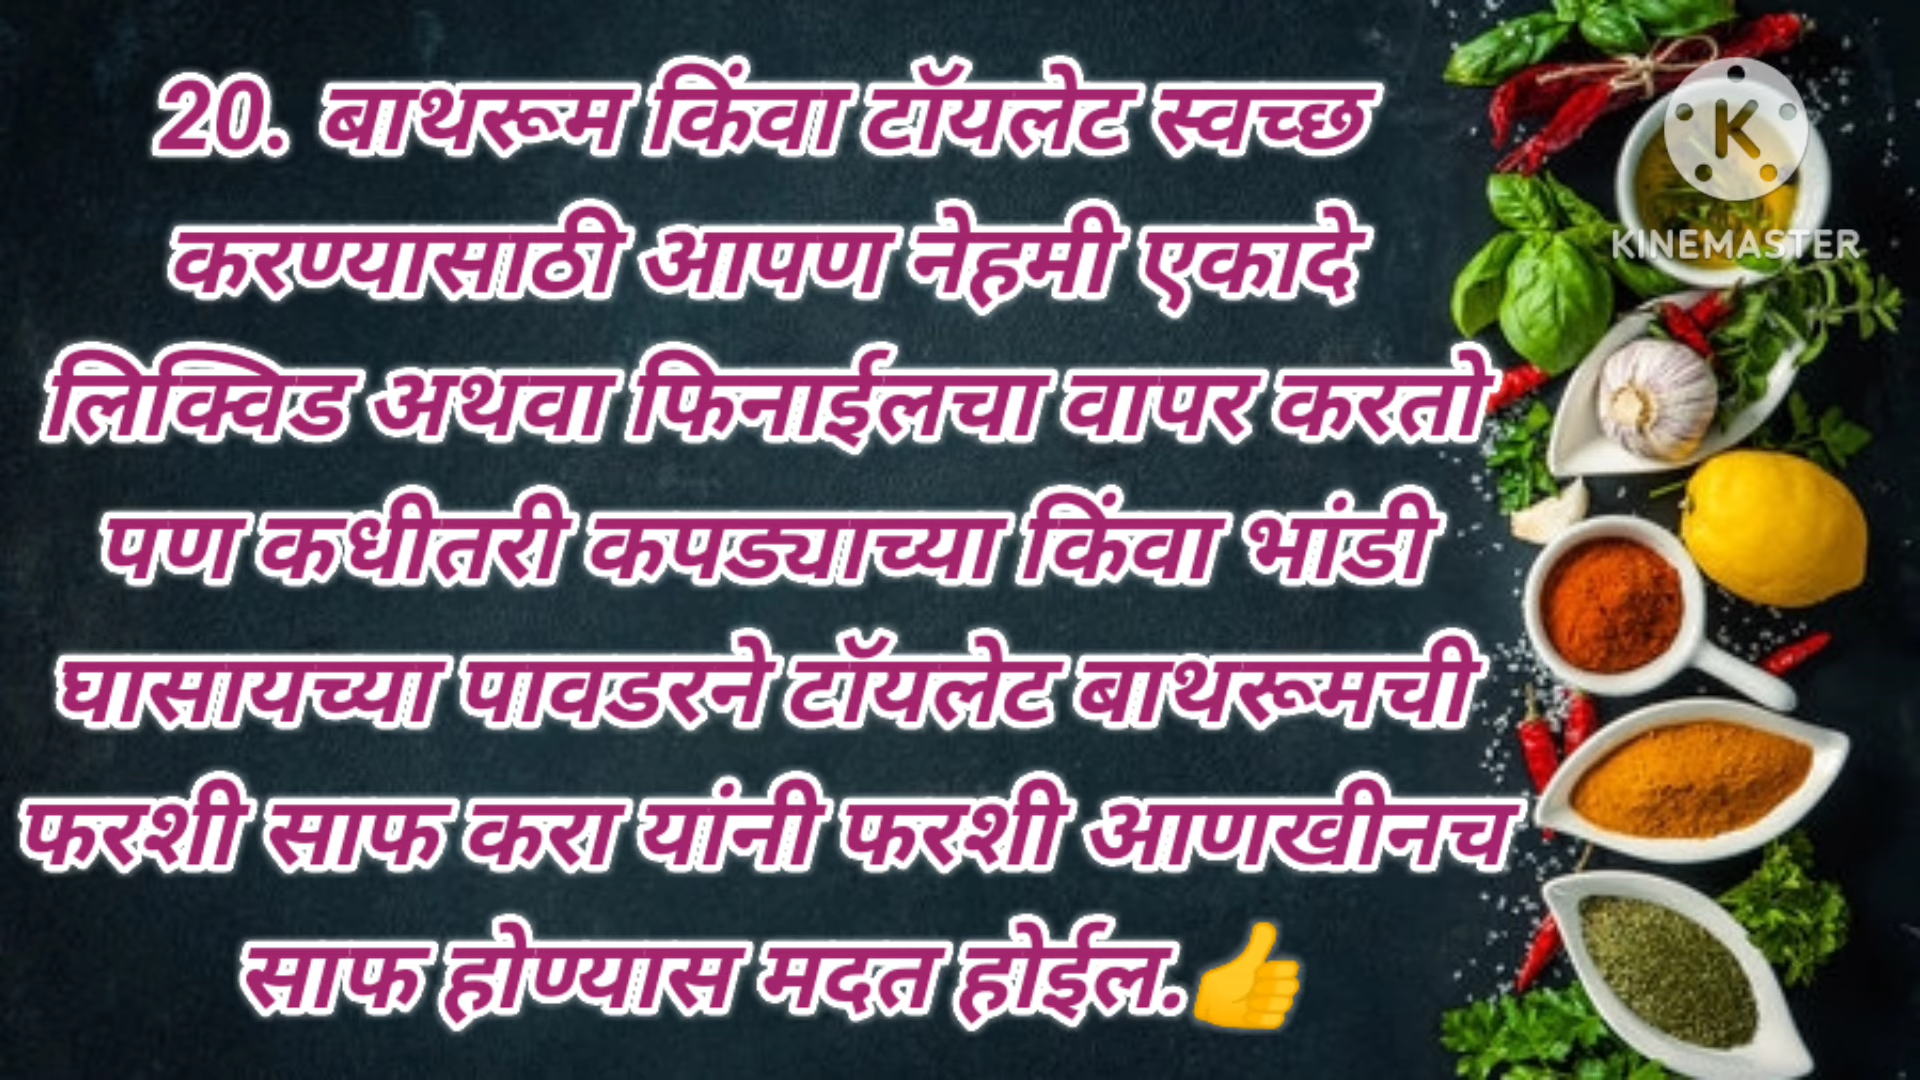 20. बाथरूम किंवा टॉयलेट स्वच्छ
करण्यासाठी आपण नेहमी एकादे
लिक्विड अथवा फिनाईलचा वापर करतो
पण कधीतरी कपड्याच्या किंवा भांडी
घासायच्या पावडरने टॉयलेट बाथरूमची
फरशी साफ करा यांनी फरशी आणखीनच
साफ होण्यास मदत होईल.👍
K
KINEMASTER